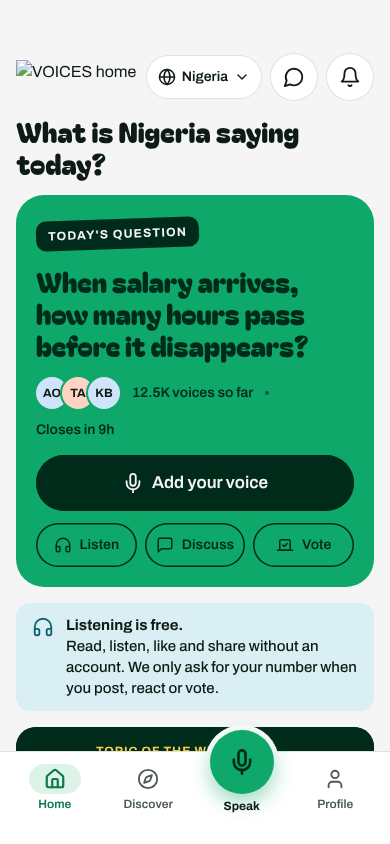 VOICES home
Nigeria
What is Nigeria saying
today?
TODAY'S QUESTION
When salary arrives,
how many hours pass
before it disappears?
AO TA KB 12.5K voices so far •
Closes in 9h
Add your voice
Listen Discuss Vote
Listening is free.
Read, listen, like and share without an
account. We only ask for your number when
you post, react or vote.
TOPIC OF THE
Home Discover Speak Profile